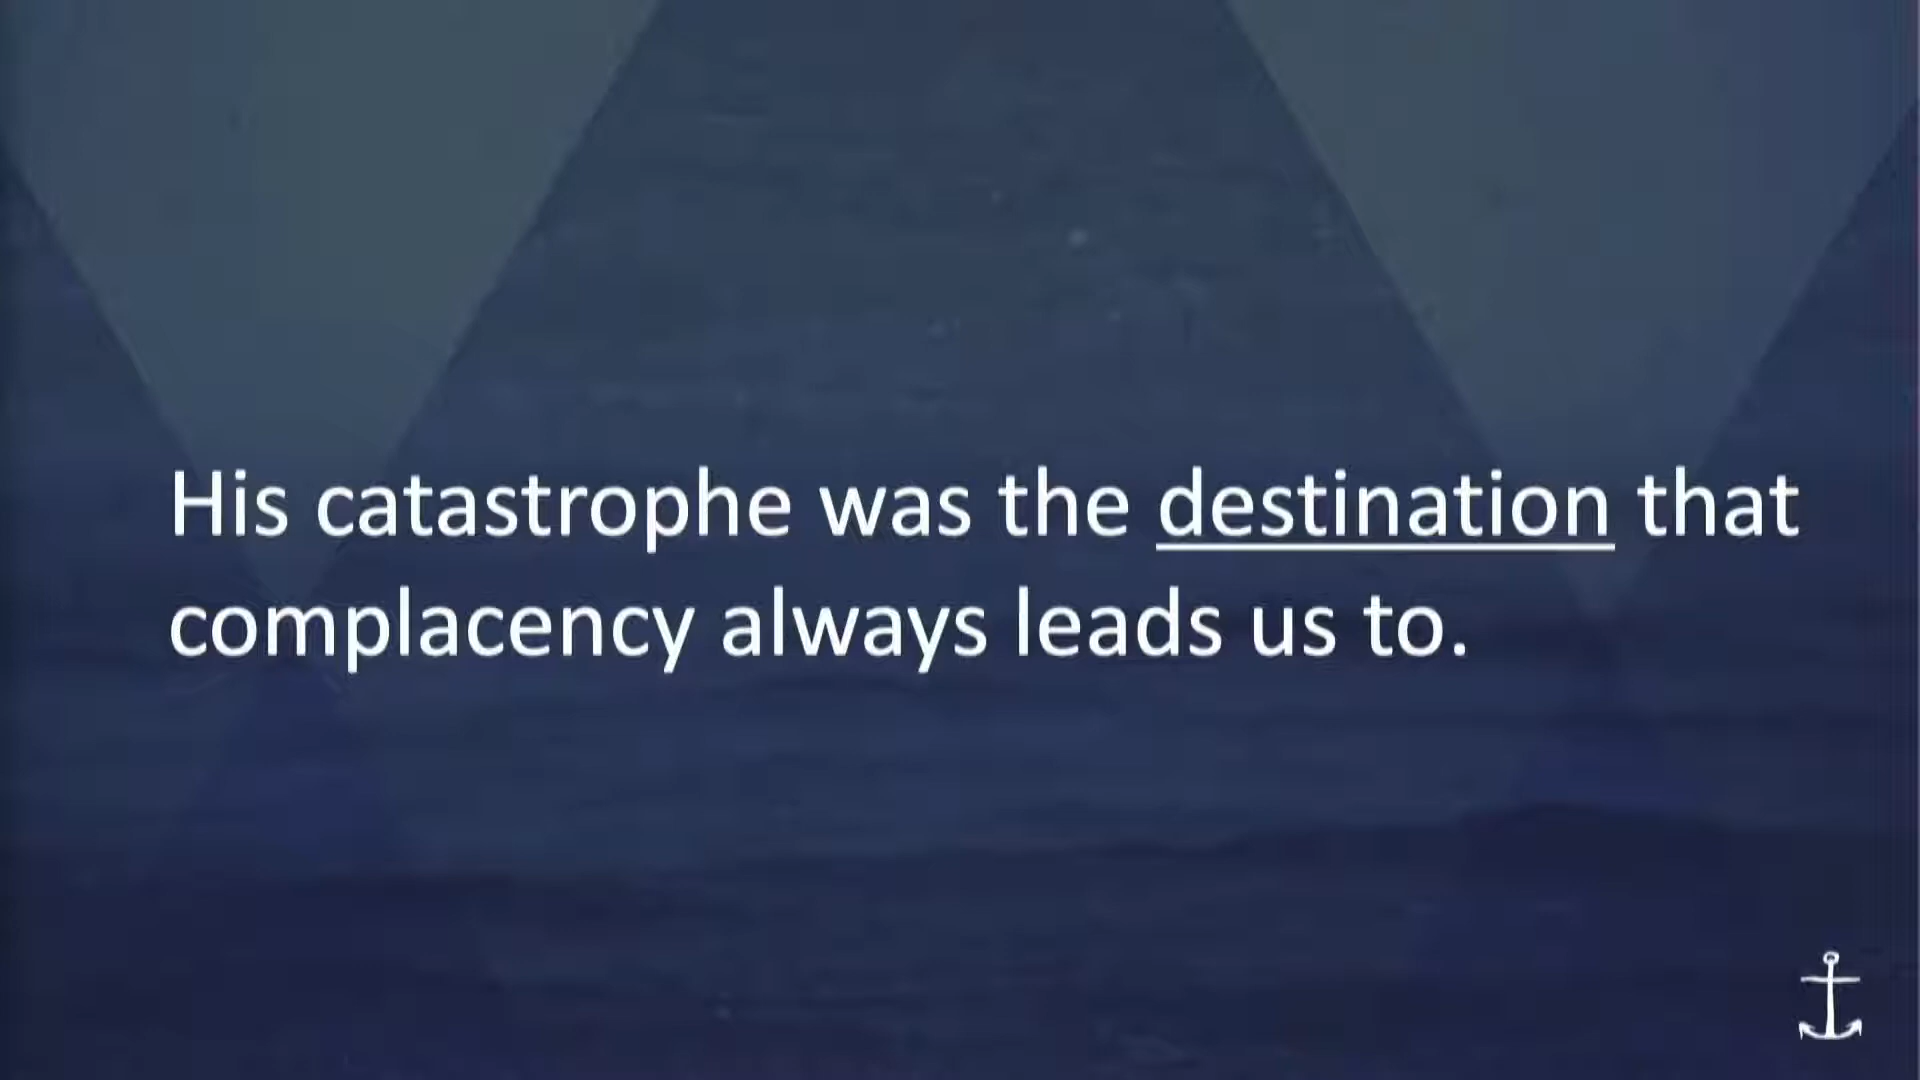 His catastrophe was the destination that
complacency always leads us to.